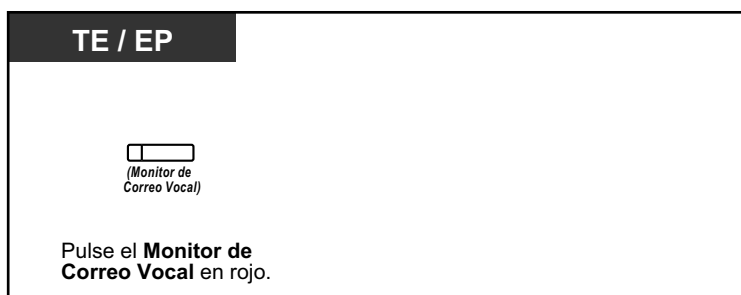 TE / EP
(Monitor de
Correo Vocal)
Pulse el Monitor de
Correo Vocal en rojo.